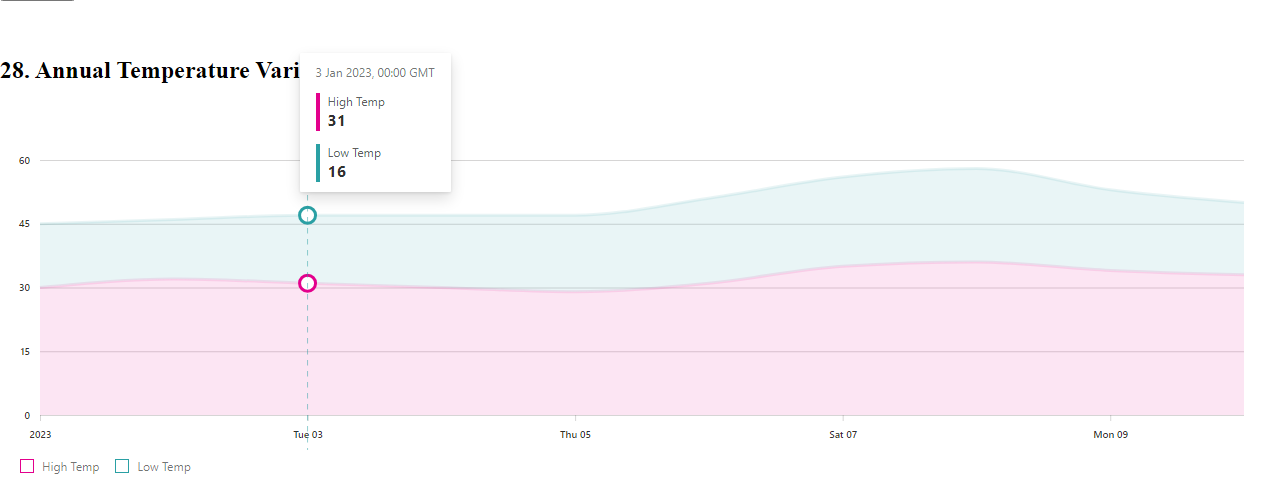 28. Annual Temperature Vari
3 Jan 2023, 00:00 GMT
High Temp
31
Low Temp
16
60
45
30
15
0
2023 Tue 03 Thu 05 Sat 07 Mon 09
High Temp Low Temp